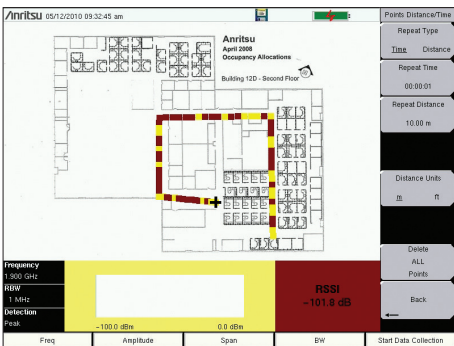 /Inritsu 05/12/2010 09:32:45 am
Points Distance/Time
Repeat Type
Time Distance
Repeat Time
00:00:01
Repeat Distance
10.00 m
Distance Units
m ft
Delete
ALL
Points
Back
Anritsu
April 2008
Occupancy Allocations
Building 12D - Second Floor
Frequency
1.900 GHz
RBW
1 MHz
Detection
Peak
-100.0 dBm 0.0 dBm
RSSI
-101.8 dB
Freq Amplitude Span BW Start Data Collection